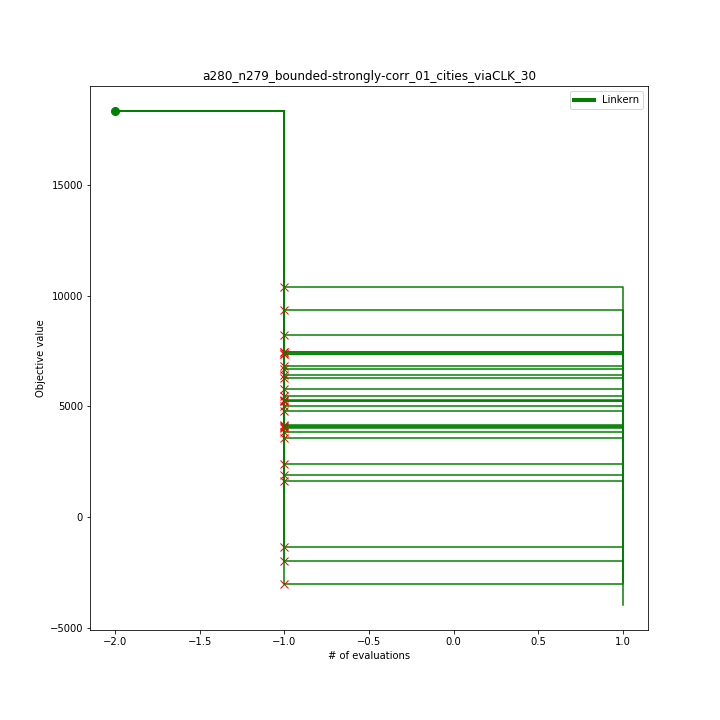 a280_n279_bounded-strongly-corr_01_cities_viaCLK_30
Linkern
Objective value
15000
10000
5000
0
−5000
−2.0 −1.5 −1.0 −0.5 0.0 0.5 1.0
# of evaluations